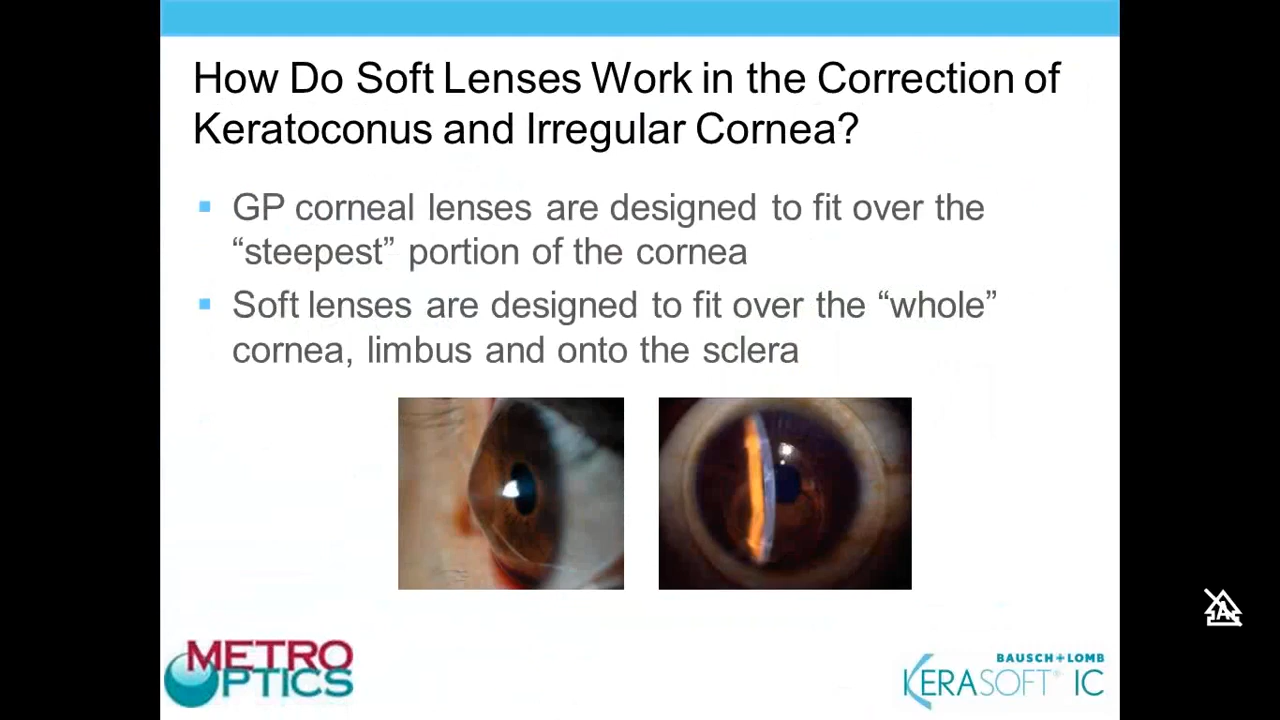 How Do Soft Lenses Work in the Correction of
Keratoconus and Irregular Cornea?
GP corneal lenses are designed to fit over the
“steepest” portion of the cornea
Soft lenses are designed to fit over the “whole”
cornea, limbus and onto the sclera
METRO
OPTICS
BAUSCH+LOMB
KERASOFT® IC
A